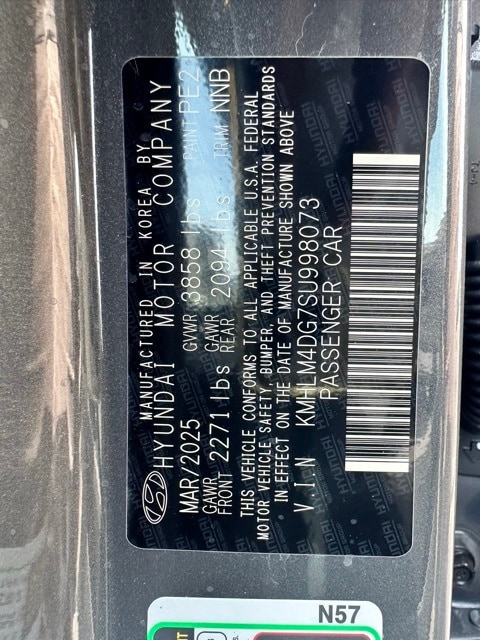 MANUFACTURED IN KOREA BY
HYUNDAI MOTOR COMPANY
MAR/2025 GVWR 3858 lbs PAINT PE2
GAWR FRONT 2271 lbs GAWR REAR 2094 lbs TRIM NNB
THIS VEHICLE CONFORMS TO ALL APPLICABLE U.S.A. FEDERAL
MOTOR VEHICLE SAFETY, BUMPER, AND THEFT PREVENTION STANDARDS
IN EFFECT ON THE DATE OF MANUFACTURE SHOWN ABOVE
V.I.N KMHLM4DG7SU998073
PASSENGER CAR
N57